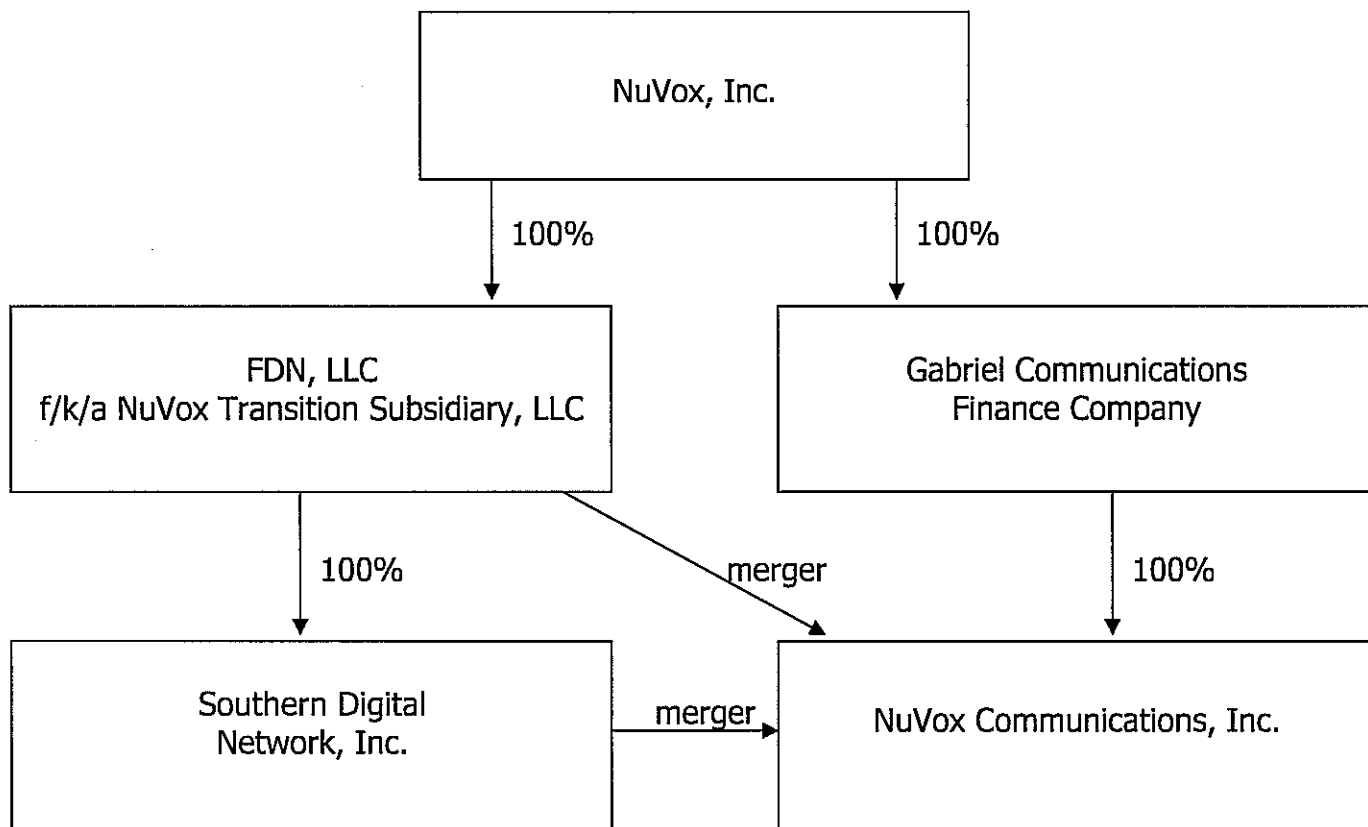 NuVox, Inc.
100%
100%
FDN, LLC
f/k/a NuVox Transition Subsidiary, LLC
Gabriel Communications
Finance Company
100%
merger
100%
Southern Digital
Network, Inc.
merger
NuVox Communications, Inc.